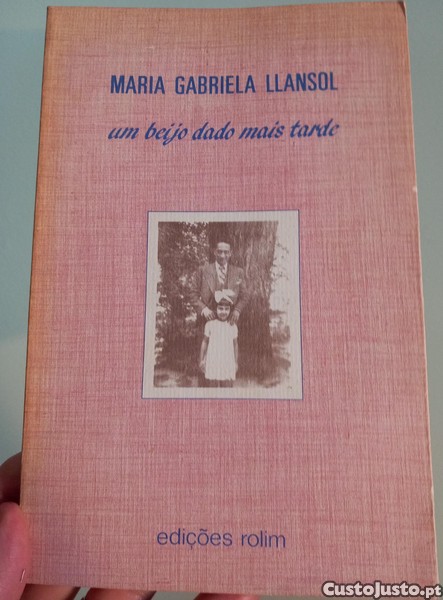 MARIA GABRIELA LLANSOL
um beijo dado mais tarde
edições rolim
CustoJusto.pt